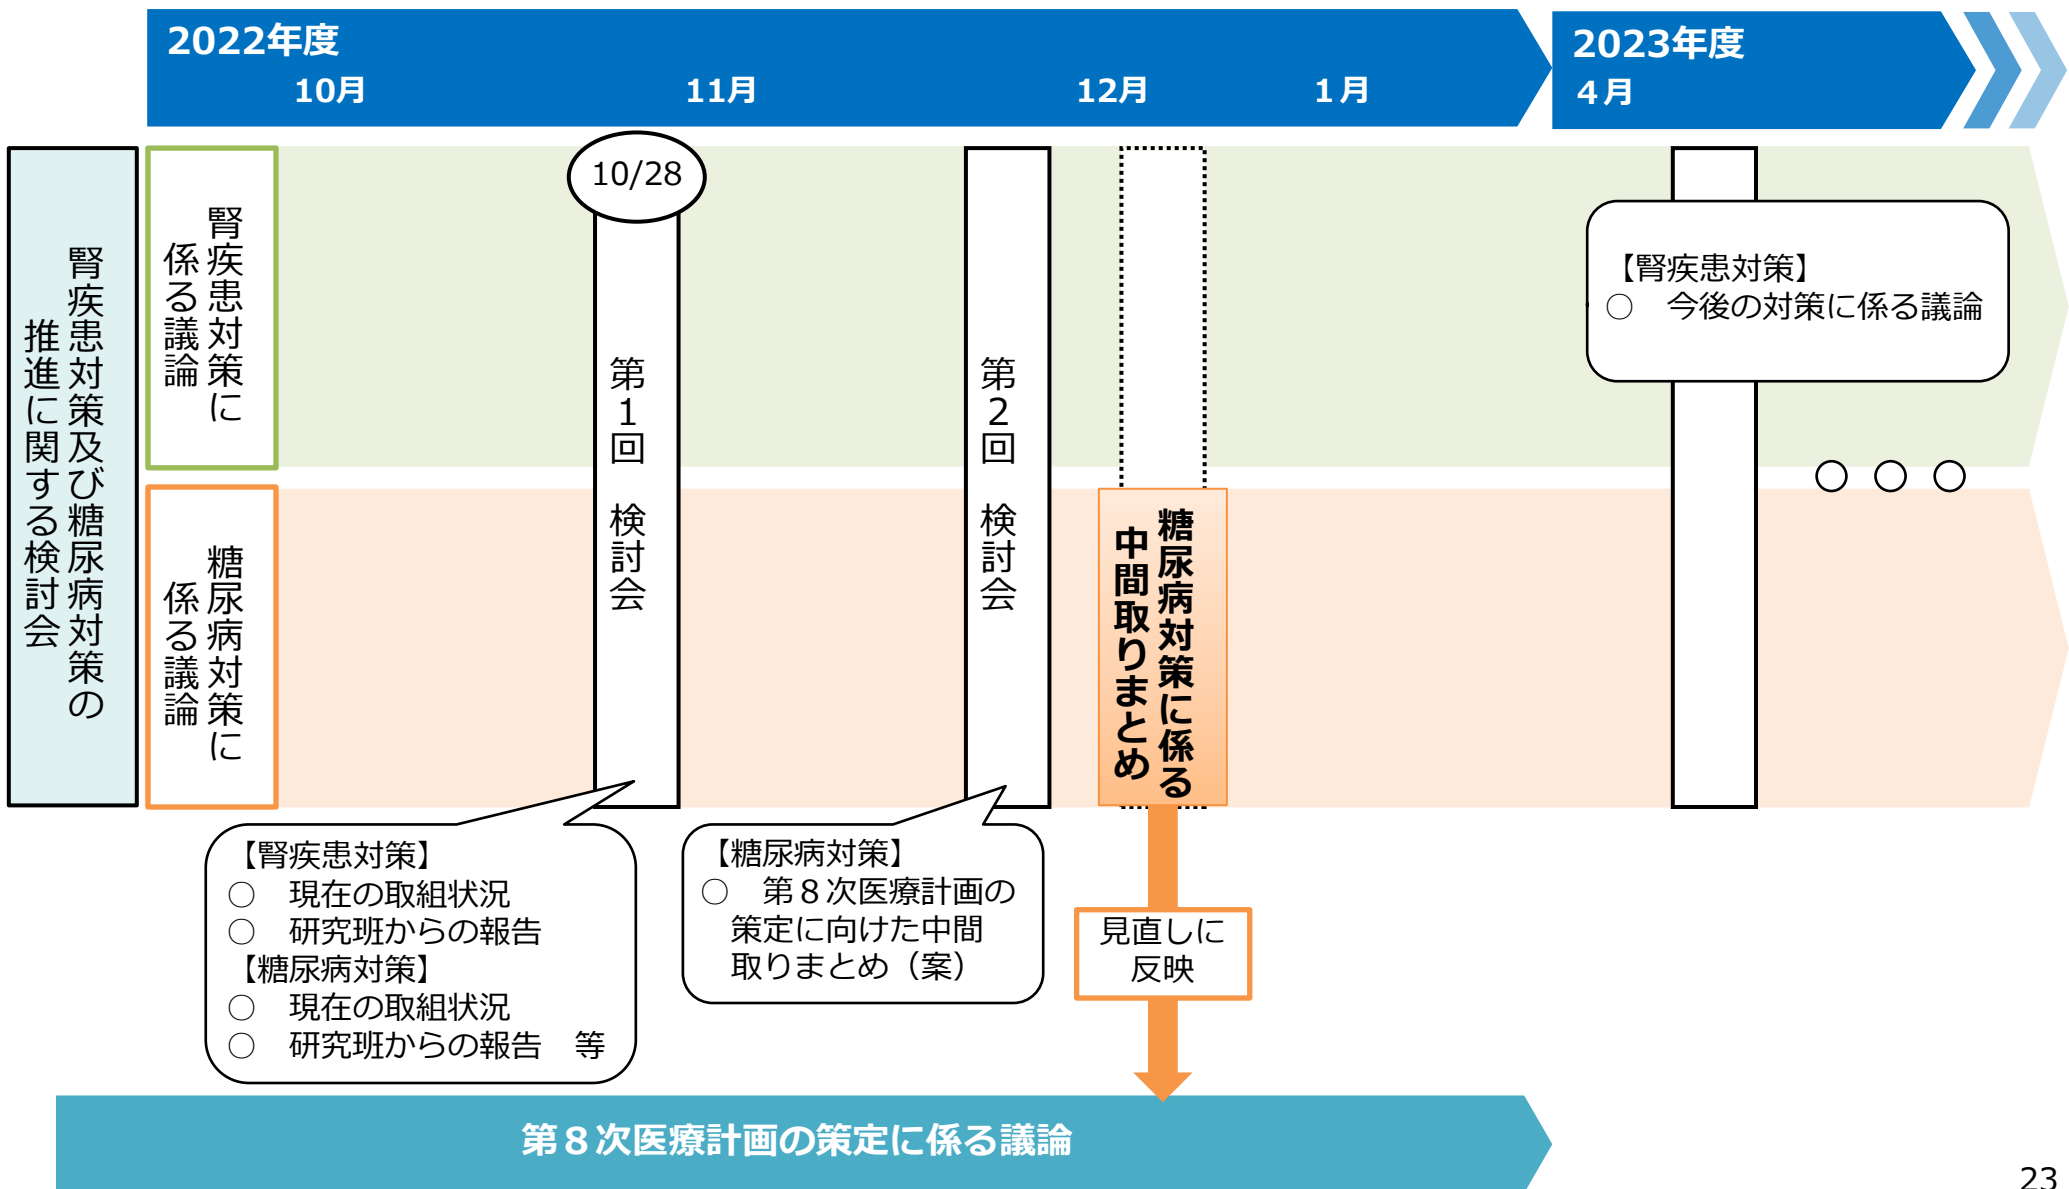 2022年度
10月
11月
12月
１月
2023年度
４月
腎疾患対策及び糖尿病対策の
推進に関する検討会
腎疾患対策に
係る議論
糖尿病対策に
係る議論
10/28
第１回　検討会
第２回　検討会
糖尿病対策に係る
中間取りまとめ
【腎疾患対策】
○　今後の対策に係る議論
○ ○ ○
【腎疾患対策】
○　現在の取組状況
○　研究班からの報告
【糖尿病対策】
○　現在の取組状況
○　研究班からの報告　等
【糖尿病対策】
○　第８次医療計画の
策定に向けた中間
取りまとめ（案）
見直しに
反映
第８次医療計画の策定に係る議論
23